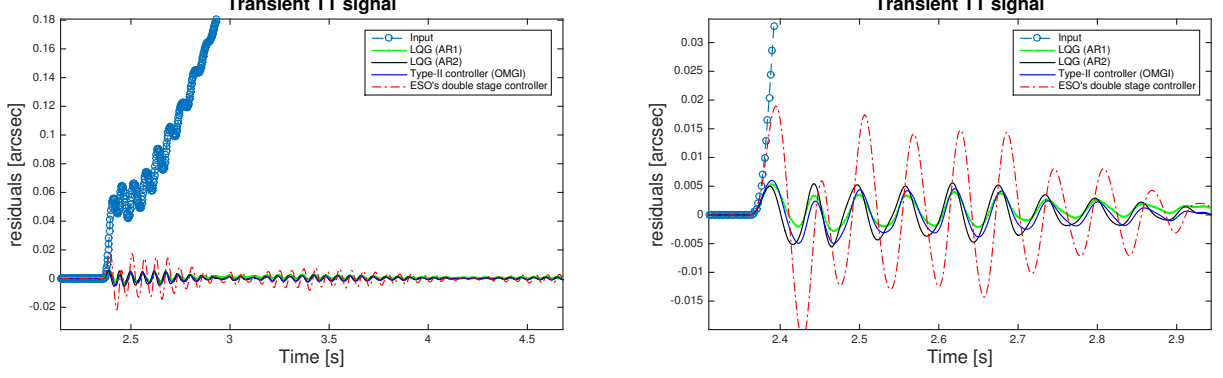 Transient TT signal
0.18
0.16
0.14
0.12
0.1
0.08
0.06
0.04
0.02
0
-0.02
residuals [arcsec]
2.5
3
3.5
4
4.5
Time [s]
Input
LQG (AR1)
LQG (AR2)
Type-II controller (OMGI)
ESO's double stage controller
Transient TT signal
0.03
0.025
0.02
0.015
0.01
0.005
0
-0.005
-0.01
-0.015
residuals [arcsec]
2.4
2.5
2.6
2.7
2.8
2.9
Time [s]
Input
LQG (AR1)
LQG (AR2)
Type-II controller (OMGI)
ESO's double stage controller